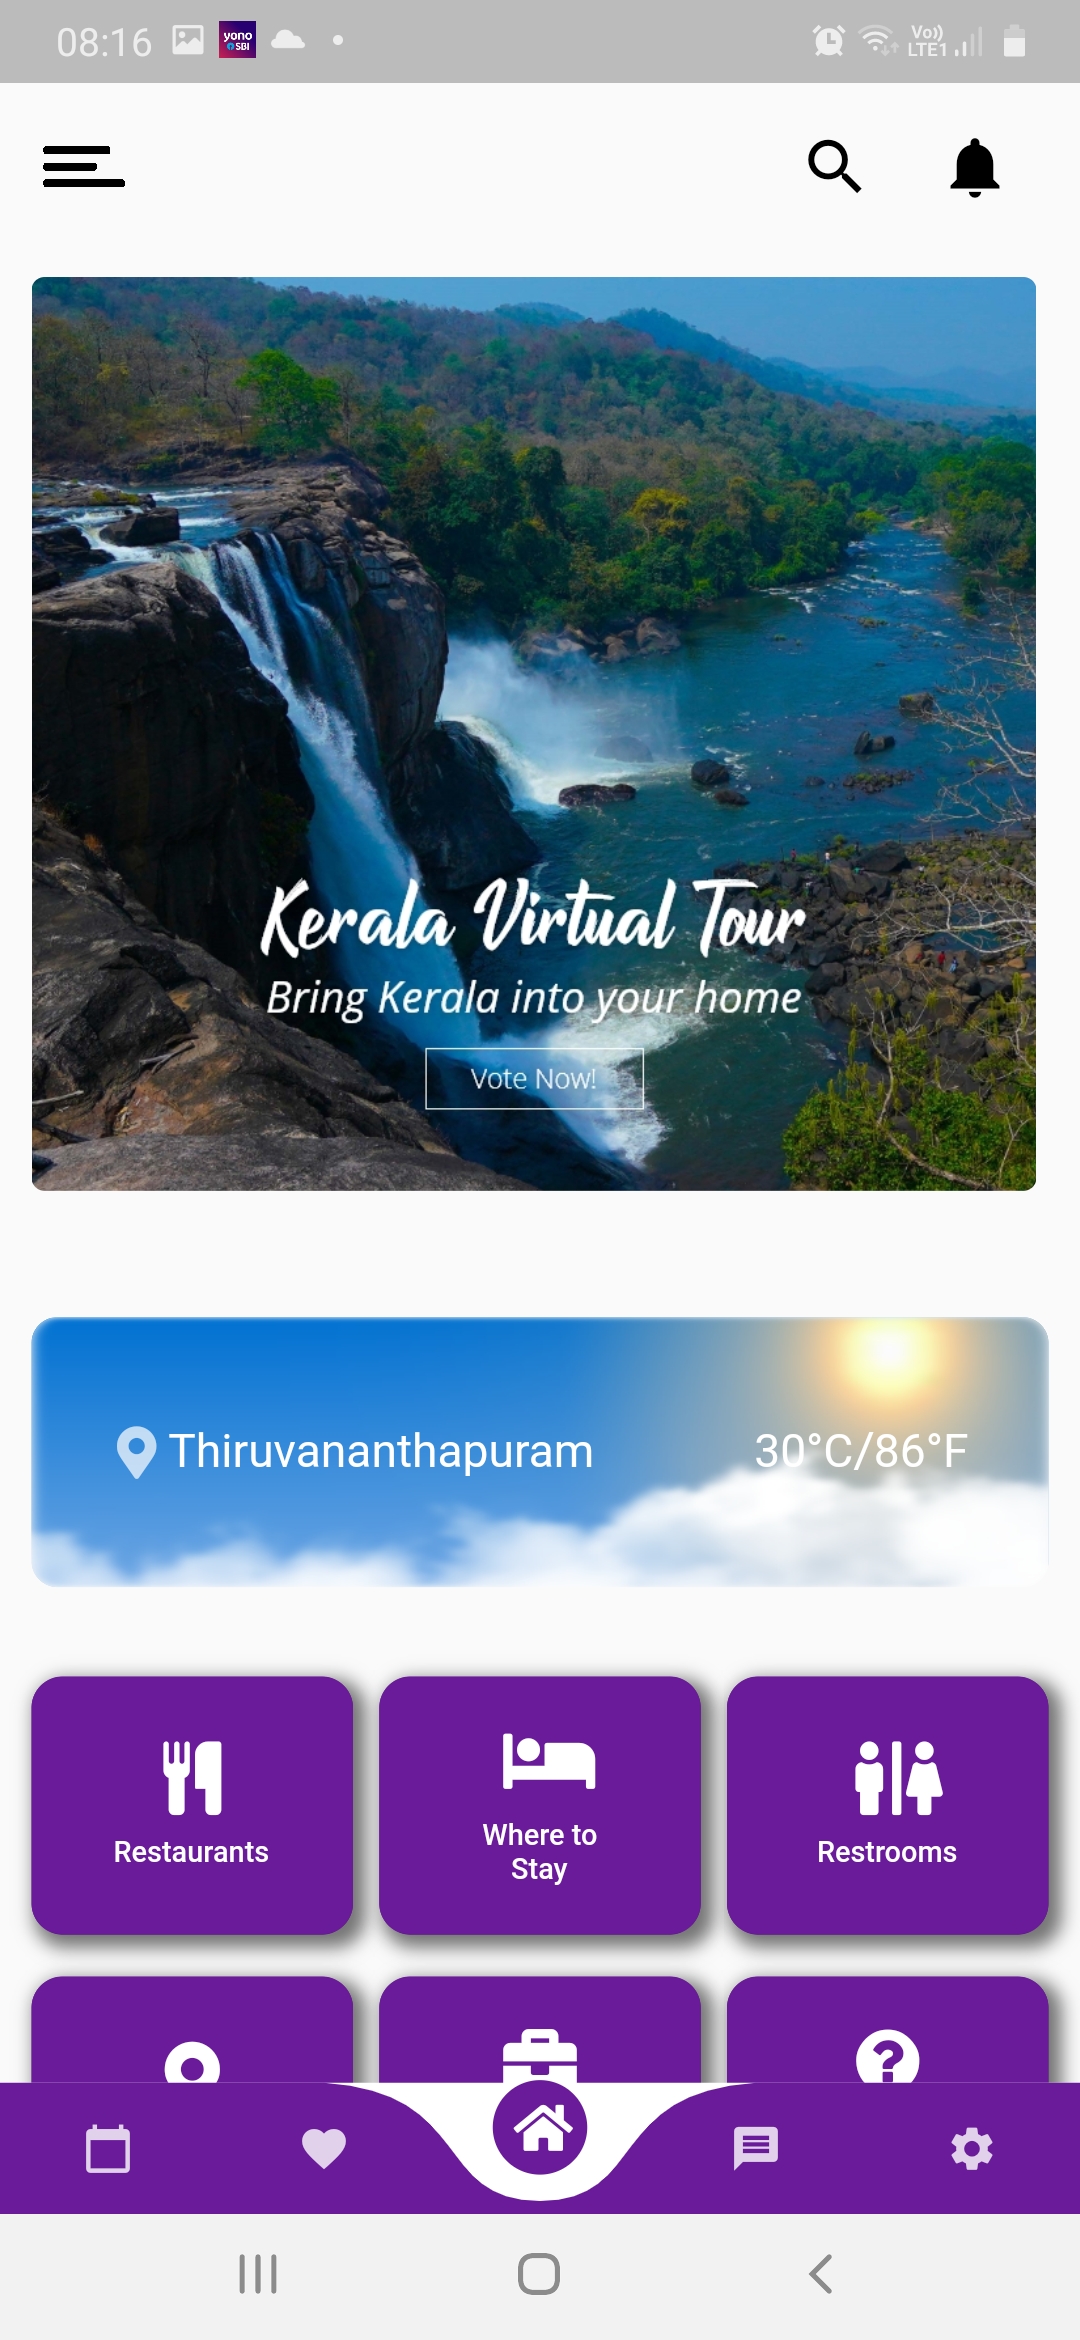 08:16
yono
SBI
Vo))
LTE1
Kerala Virtual Tour
Bring Kerala into your home
Vote Now!
Thiruvananthapuram 30°C/86°F
Restaurants
Where to
Stay
Restrooms